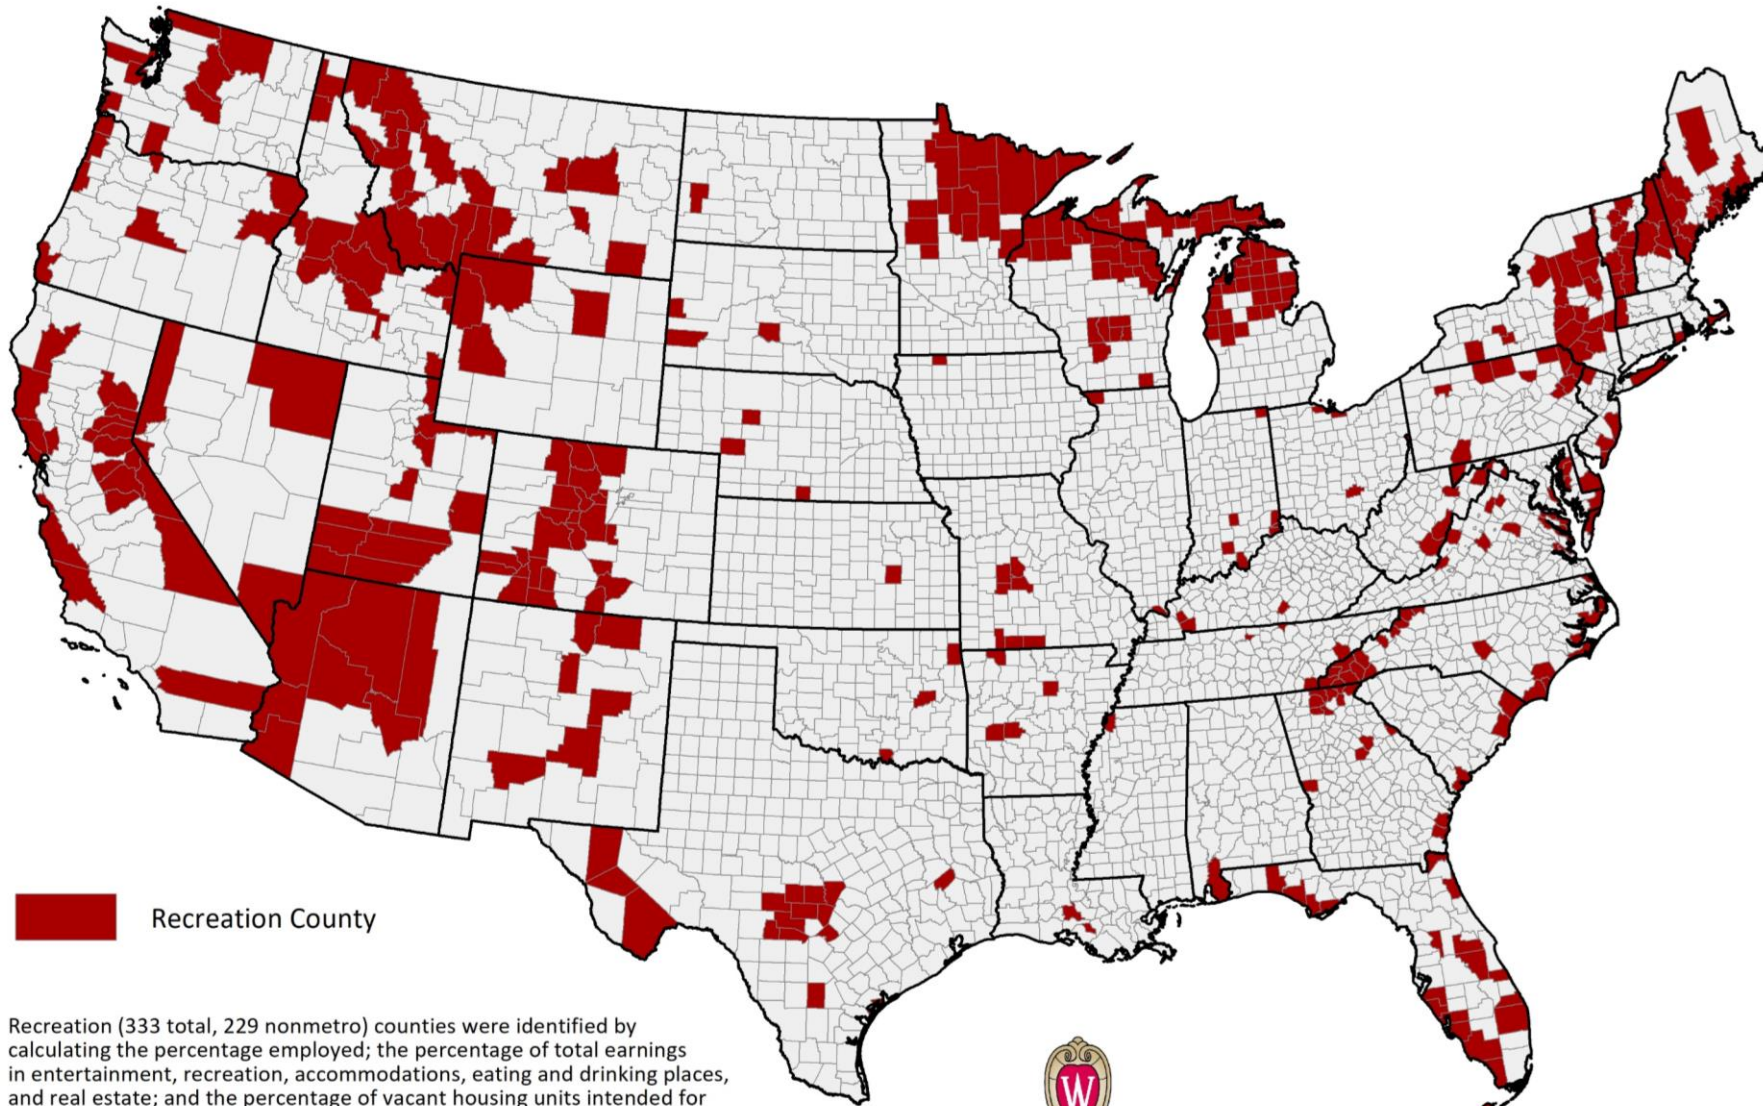 Recreation County
Recreation (333 total, 229 nonmetro) counties were identified by
calculating the percentage employed; the percentage of total earnings
in entertainment, recreation, accommodations, eating and drinking places,
and real estate; and the percentage of vacant housing units intended for
W